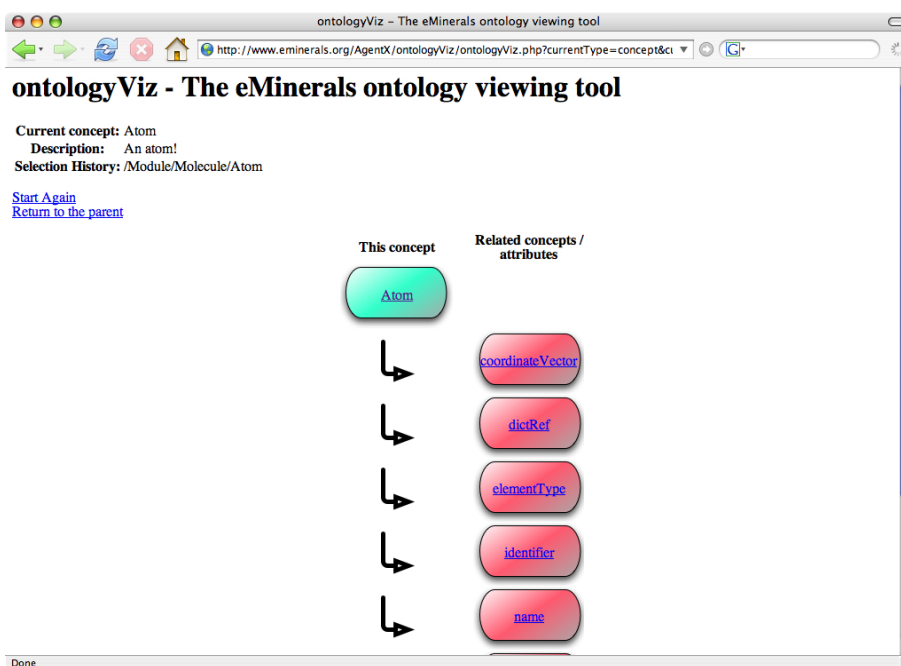 ontologyViz – The eMinerals ontology viewing tool
http://www.eminerals.org/AgentX/ontologyViz/ontologyViz.php?currentType=concept&cu
G
ontologyViz - The eMinerals ontology viewing tool
Current concept: Atom
Description: An atom!
Selection History: /Module/Molecule/Atom
Start Again
Return to the parent
This concept
Related concepts /
attributes
Atom
coordinateVector
dictRef
elementType
identifier
name
Done